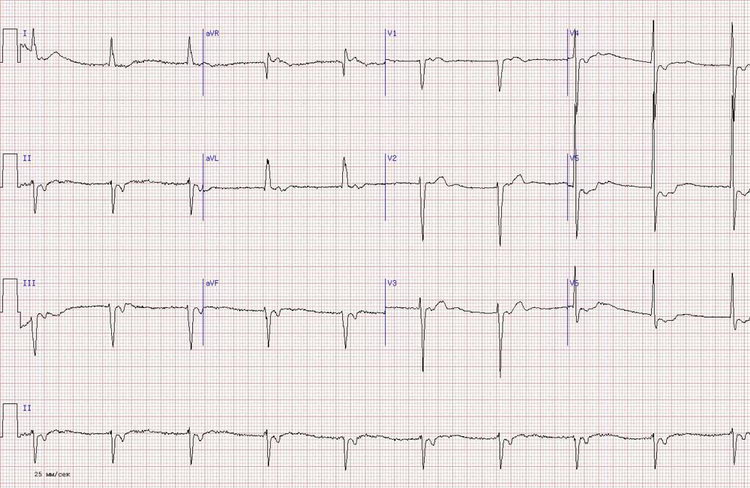 I aVR V1 V4
II aVL V2 V5
III aVF V3 V6
II
25 мм/сек